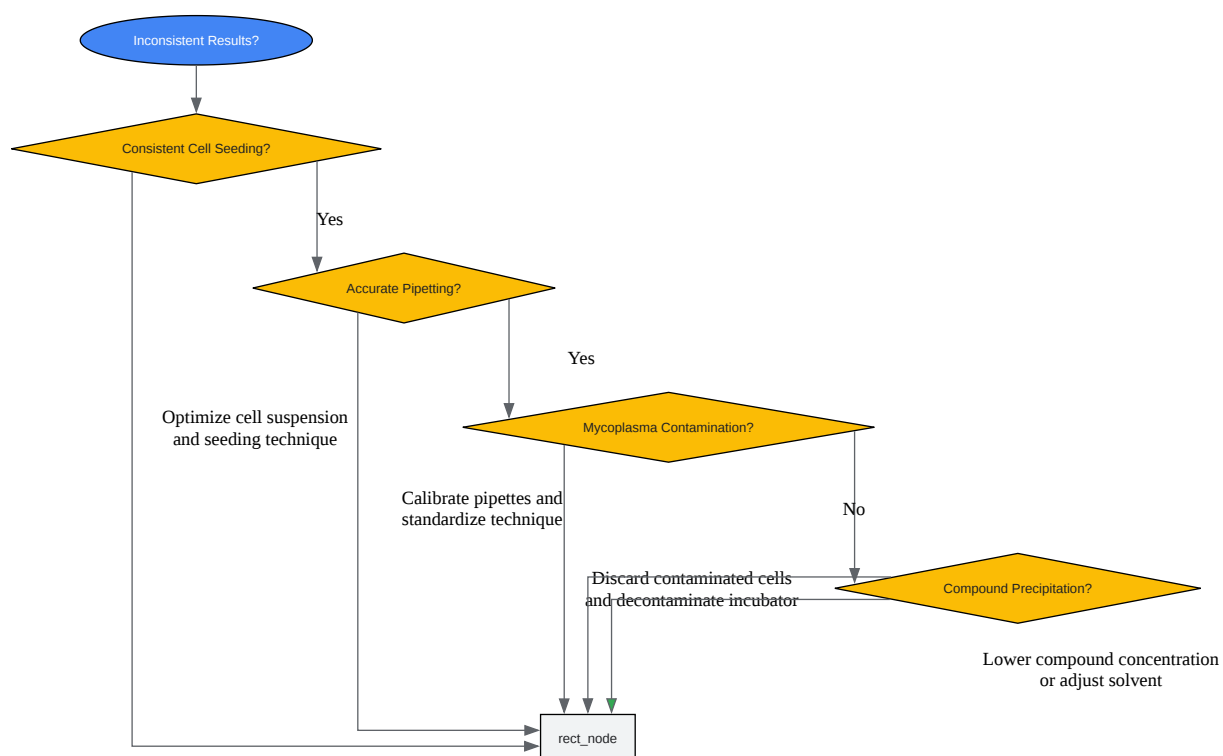 Inconsistent Results?
Consistent Cell Seeding?
Yes
Accurate Pipetting?
Yes
Optimize cell suspension
and seeding technique
Mycoplasma Contamination?
Calibrate pipettes and
standardize technique
No
Discard contaminated cells
and decontaminate incubator
Compound Precipitation?
Lower compound concentration
or adjust solvent
rect_node